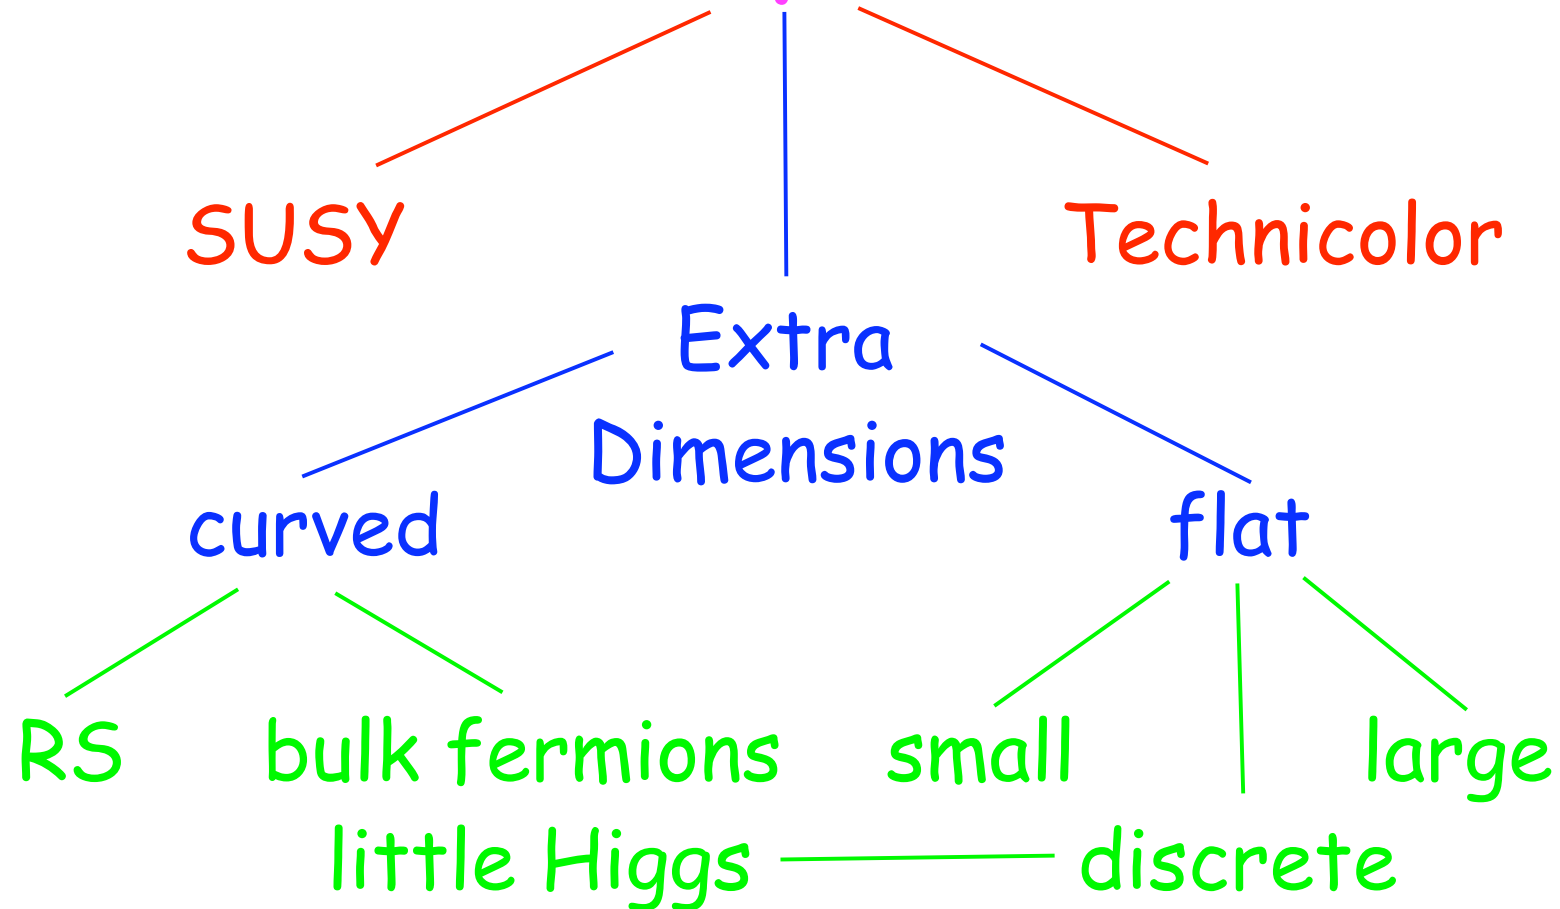 SUSY
Technicolor
Extra
Dimensions
curved
flat
RS
bulk fermions
small
large
little Higgs
discrete